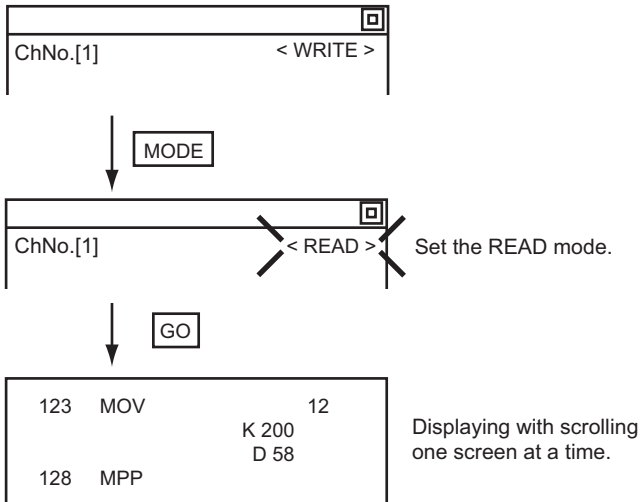 ChNo.[1] < WRITE >
MODE
ChNo.[1] < READ > Set the READ mode.
GO
123 MOV 12
K 200
D 58
128 MPP
Displaying with scrolling
one screen at a time.